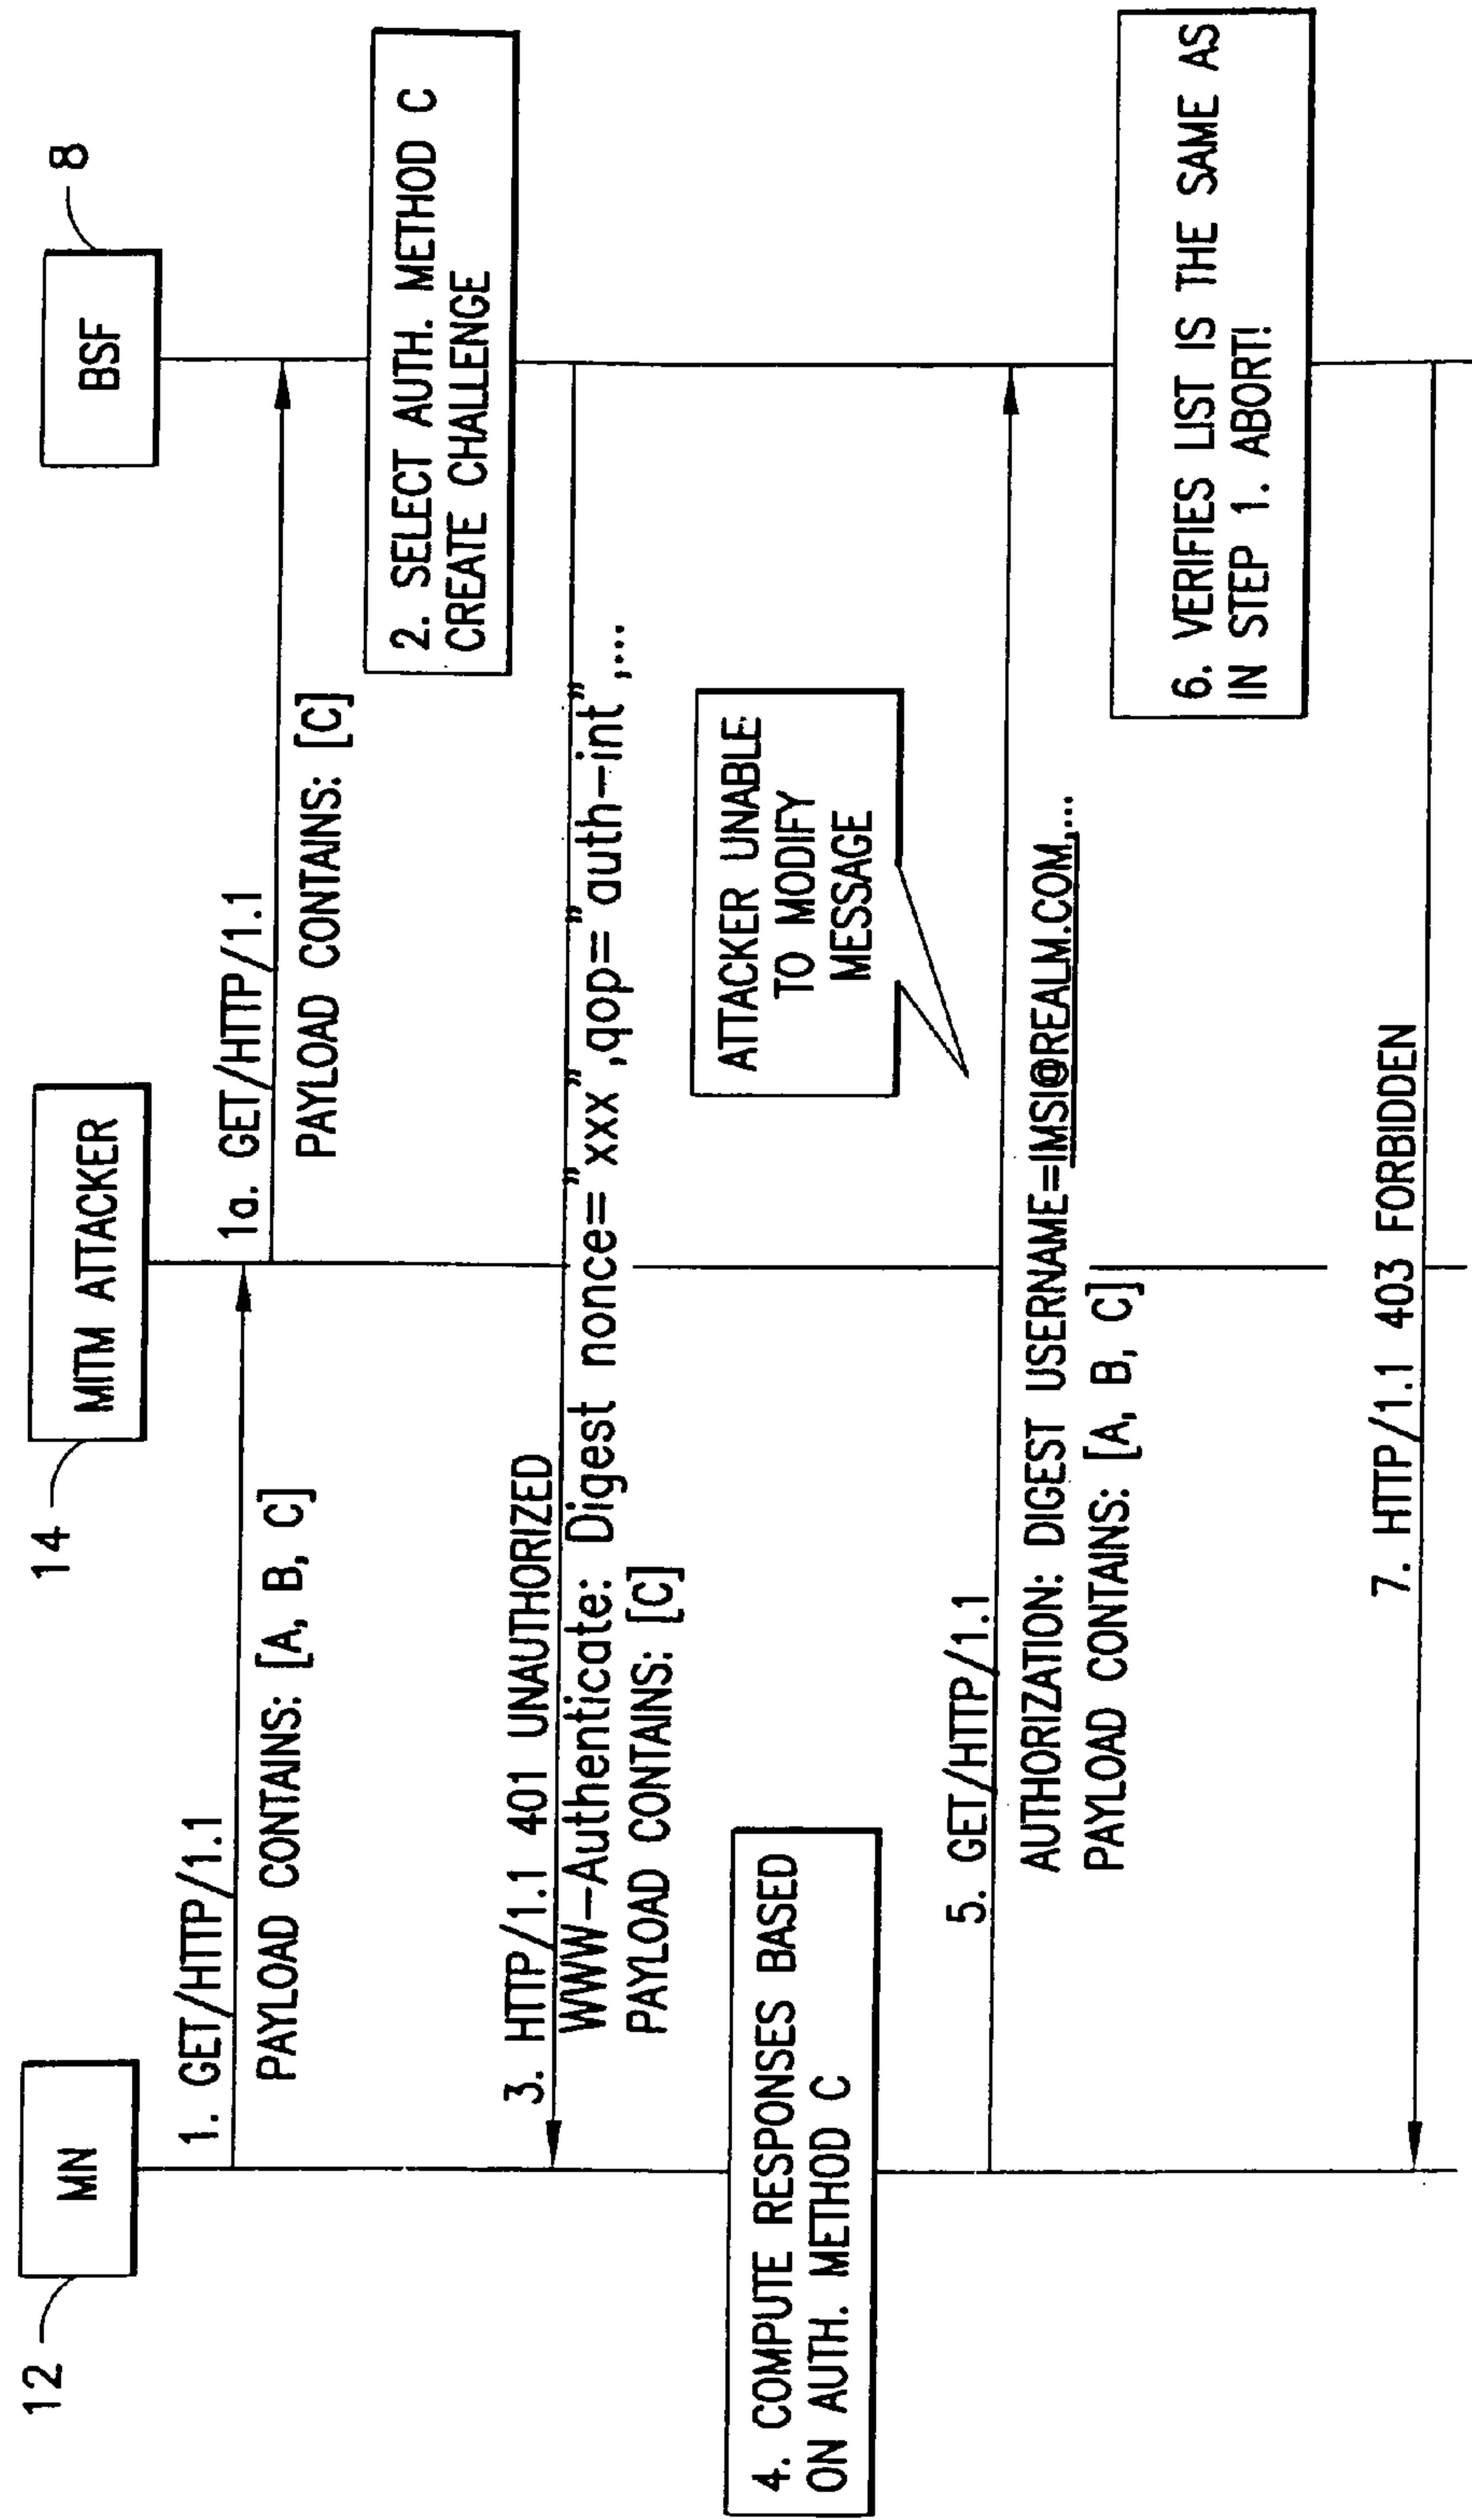 12
MN
14
MITM ATTACKER
8
BSF
1. GET/HTTP/1.1
PAYLOAD CONTAINS: [A, B, C]
1a. GET/HTTP/1.1
PAYLOAD CONTAINS: [C]
2. SELECT AUTH. METHOD C
CREATE CHALLENGE
3. HTTP/1.1 401 UNAUTHORIZED
WWW-Authenticate: Digest nonce="xxx",qop="auth-int",...
PAYLOAD CONTAINS: [C]
4. COMPUTE RESPONSES BASED
ON AUTH. METHOD C
ATTACKER UNABLE
TO MODIFY
MESSAGE
5. GET/HTTP/1.1
AUTHORIZATION: DIGEST USERNAME=IMSI@REALM.COM,...
PAYLOAD CONTAINS: [A, B, C]
6. VERIFIES LIST IS THE SAME AS
IN STEP 1. ABORT!
7. HTTP/1.1 403 FORBIDDEN